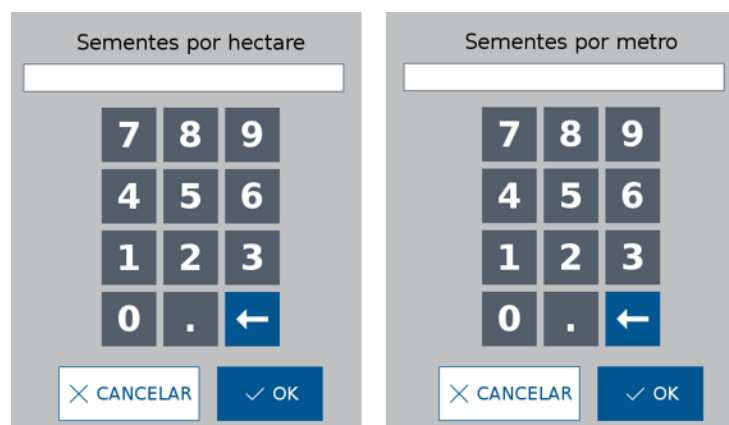 Sementes por hectare
7 8 9
4 5 6
1 2 3
0 . ←
CANCELAR OK
Sementes por metro
7 8 9
4 5 6
1 2 3
0 . ←
CANCELAR OK